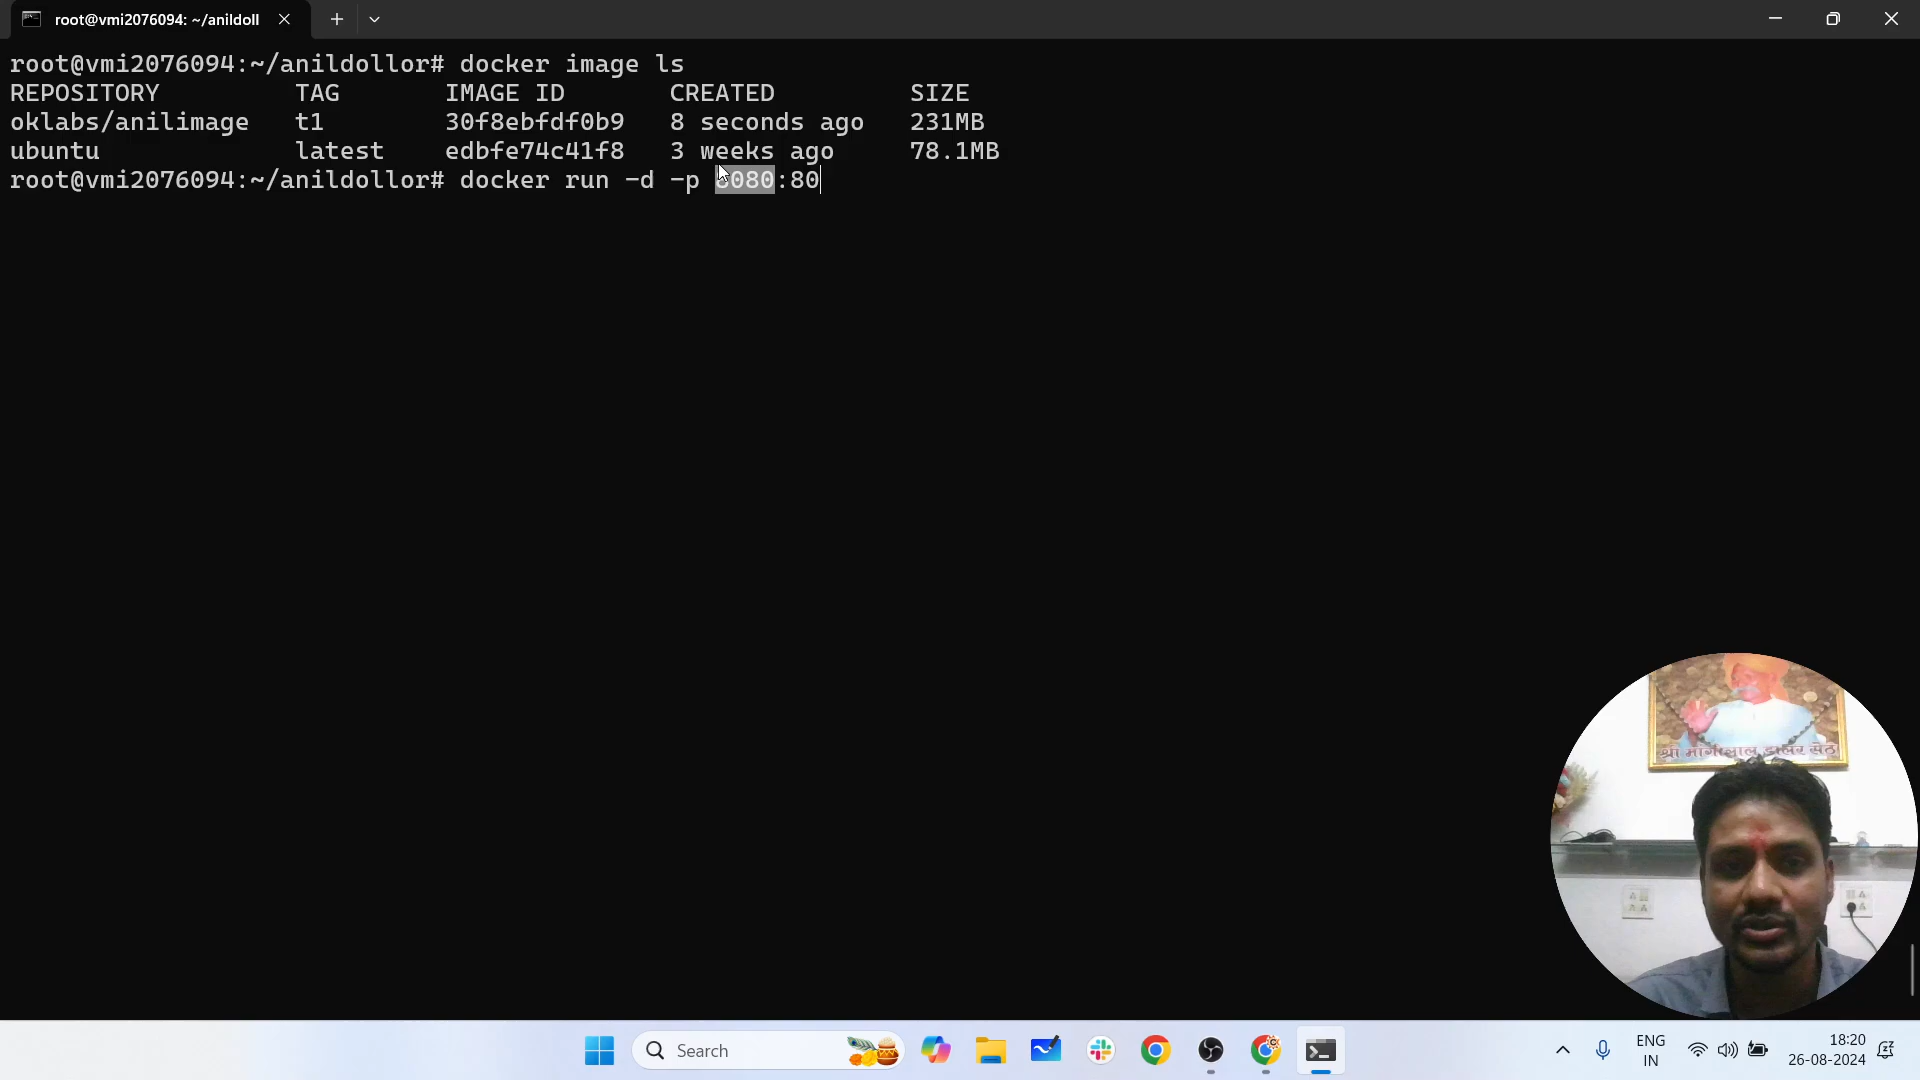 root@vmi2076094: ~/anildoll
root@vmi2076094:~/anildollor# docker image ls
REPOSITORY TAG IMAGE ID CREATED SIZE
oklabs/anilimage t1 30f8ebfdf0b9 8 seconds ago 231MB
ubuntu latest edbfe74c41f8 3 weeks ago 78.1MB
root@vmi2076094:~/anildollor# docker run -d -p 8080:80
श्री मांगीलाल डालर सेठ
Search
ENG
IN
18:20
26-08-2024